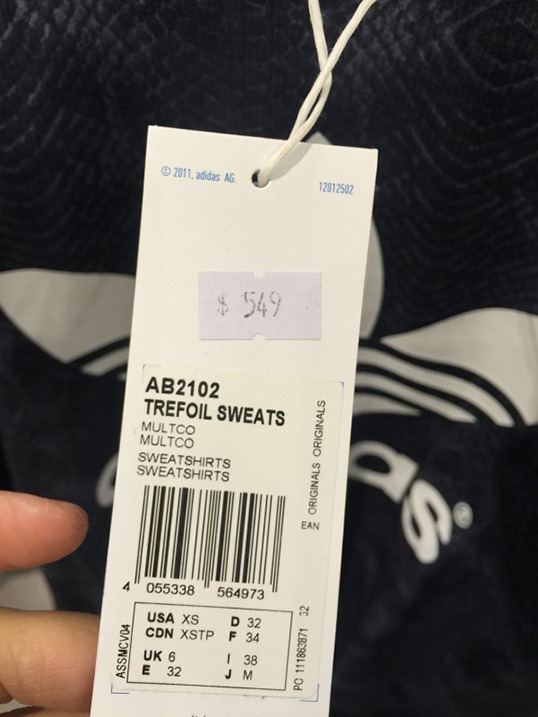 © 2011, adidas AG.
12012502
$ 549
AB2102
TREFOIL SWEATS
MULTCO
MULTCO
SWEATSHIRTS
SWEATSHIRTS
ORIGINALS ORIGINALS
EAN
4 055338 564973
ASSMCV04
USA XS D 32
CDN XSTP F 34
UK 6 I 38
E 32 J M
PC 111863871 32
as®